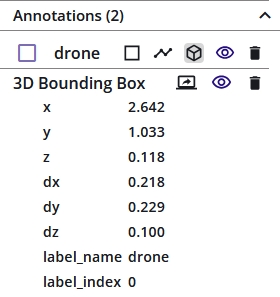 Annotations (2)
drone
3D Bounding Box
x 2.642
y 1.033
z 0.118
dx 0.218
dy 0.229
dz 0.100
label_name drone
label_index 0